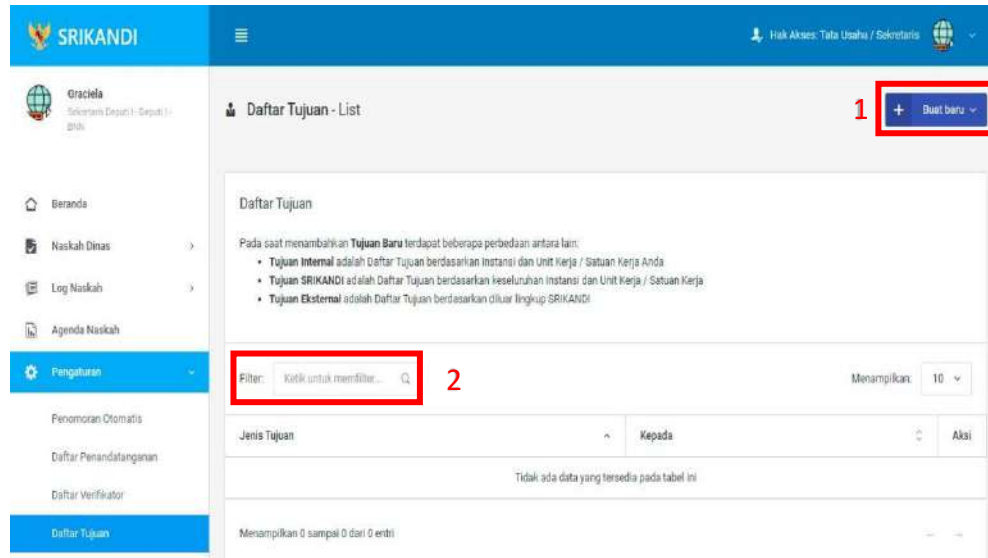 SRIKANDI
Hak Akses: Tata Usaha / Sekretaris
Graciela
Sekretaris Deputi I - Deputi I -
BNN
Daftar Tujuan - List
1
+ Buat baru
Beranda
Naskah Dinas
Log Naskah
Agenda Naskah
Pengaturan
Penomoran Otomatis
Daftar Penandatanganan
Daftar Verifikator
Daftar Tujuan
Daftar Tujuan
Pada saat menambahkan Tujuan Baru terdapat beberapa perbedaan antara lain:
• Tujuan Internal adalah Daftar Tujuan berdasarkan Instansi dan Unit Kerja / Satuan Kerja Anda
• Tujuan SRIKANDI adalah Daftar Tujuan berdasarkan keseluruhan Instansi dan Unit Kerja / Satuan Kerja
• Tujuan Eksternal adalah Daftar Tujuan berdasarkan diluar lingkup SRIKANDI
Filter: Ketik untuk memfilter...
2
Menampilkan: 10
Jenis Tujuan Kepada Aksi
Tidak ada data yang tersedia pada tabel ini
Menampilkan 0 sampai 0 dari 0 entri